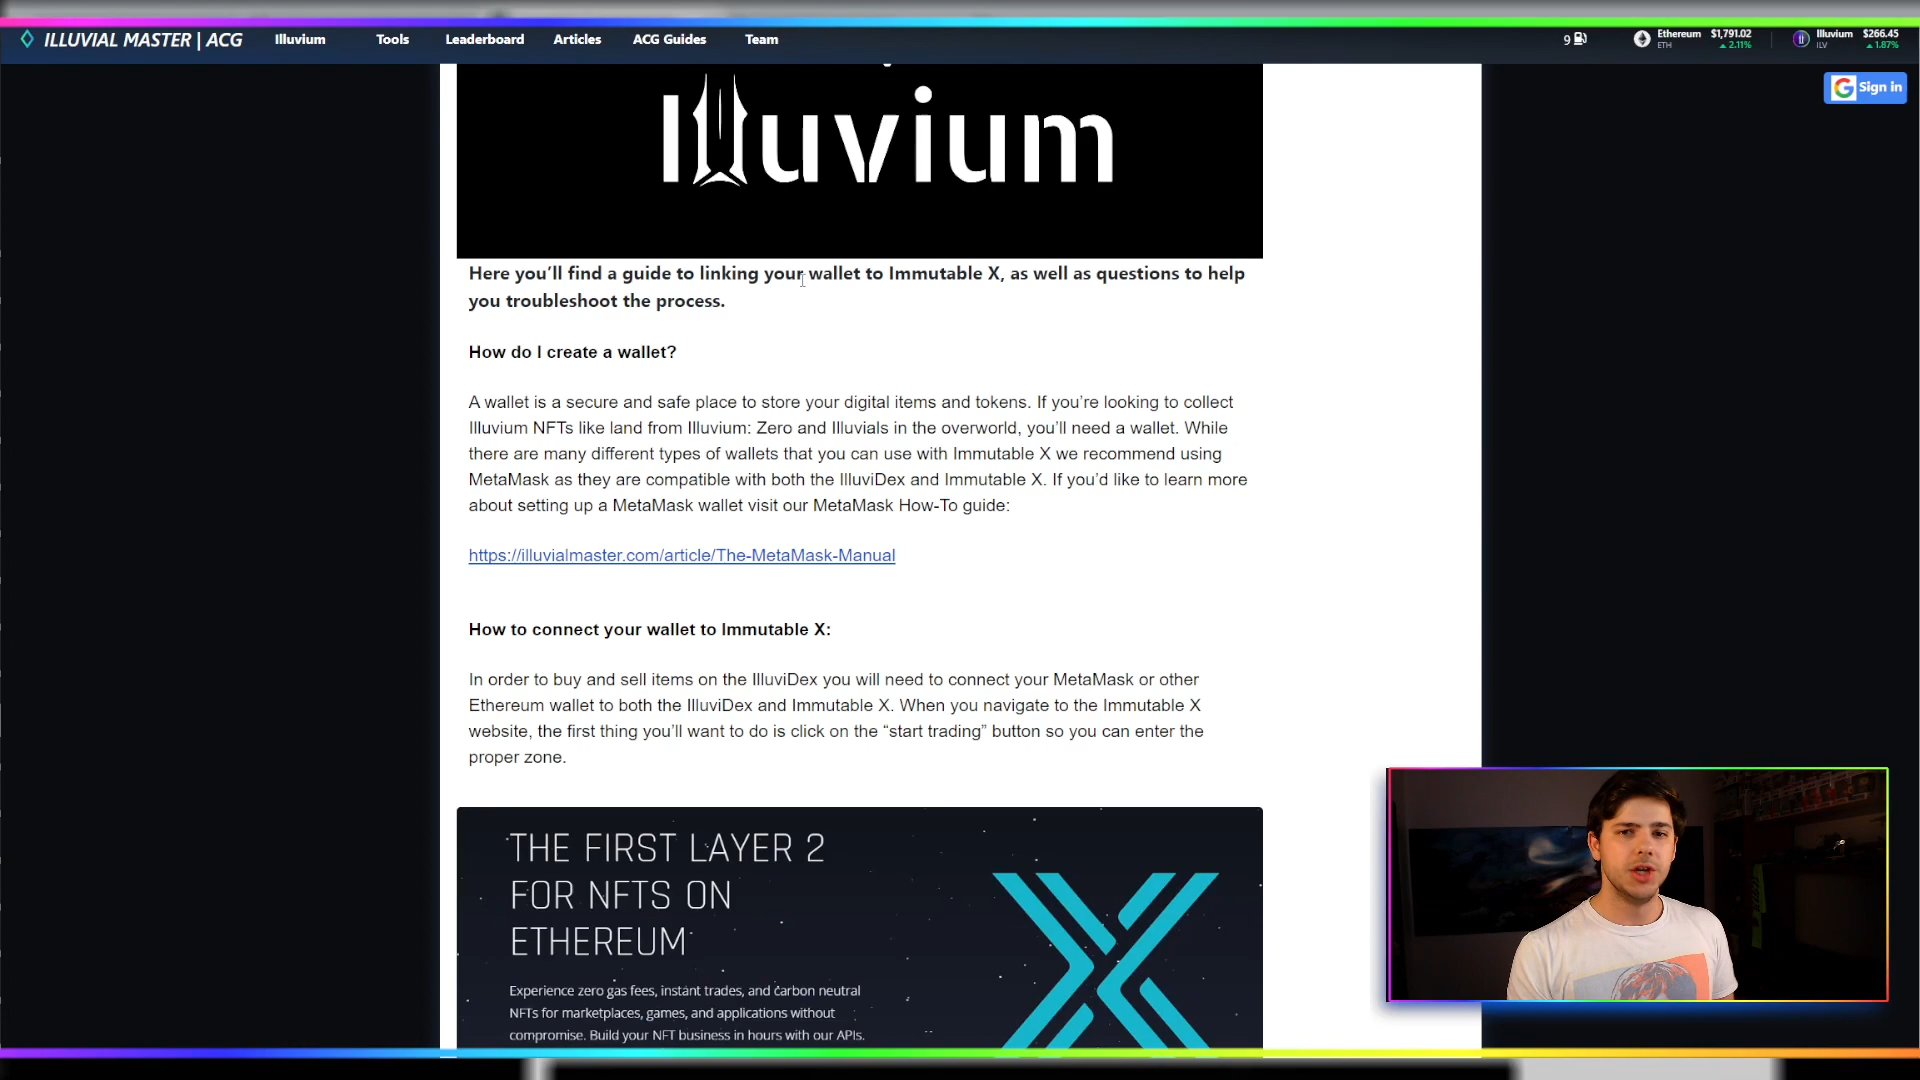 ILLUVIAL MASTER | ACG Illuvium Tools Leaderboard Articles ACG Guides Team 9 Ethereum $1,791.02 Illuvium $266.45
ETH ▲ 2.11% ILV ▲ 1.87%
Sign in
Illuvium
Here you'll find a guide to linking your wallet to Immutable X, as well as questions to help
you troubleshoot the process.
How do I create a wallet?
A wallet is a secure and safe place to store your digital items and tokens. If you're looking to collect
Illuvium NFTs like land from Illuvium: Zero and Illuvials in the overworld, you'll need a wallet. While
there are many different types of wallets that you can use with Immutable X we recommend using
MetaMask as they are compatible with both the IlluviDex and Immutable X. If you'd like to learn more
about setting up a MetaMask wallet visit our MetaMask How-To guide:
https://illuvialmaster.com/article/The-MetaMask-Manual
How to connect your wallet to Immutable X:
In order to buy and sell items on the IlluviDex you will need to connect your MetaMask or other
Ethereum wallet to both the IlluviDex and Immutable X. When you navigate to the Immutable X
website, the first thing you'll want to do is click on the “start trading” button so you can enter the
proper zone.
THE FIRST LAYER 2
FOR NFTS ON
ETHEREUM
Experience zero gas fees, instant trades, and carbon neutral
NFTs for marketplaces, games, and applications without
compromise. Build your NFT business in hours with our APIs.